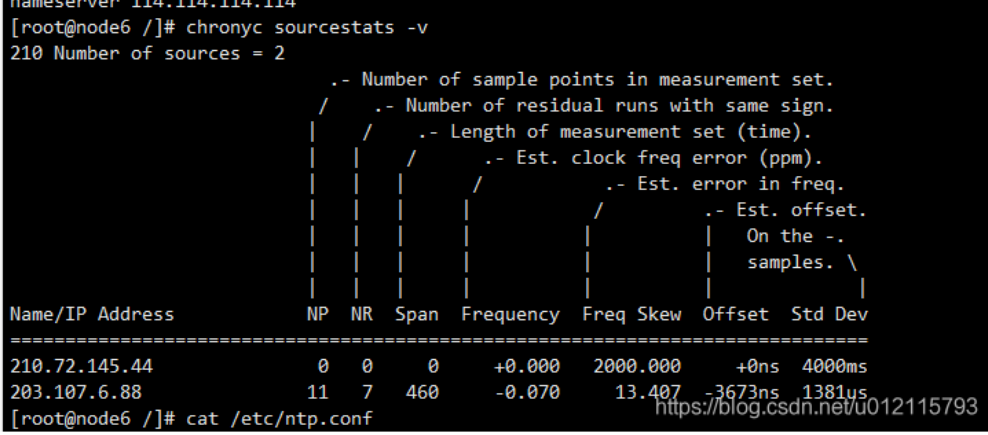 nameserver 114.114.114.114
[root@node6 /]# chronyc sourcestats -v
210 Number of sources = 2
                             .- Number of sample points in measurement set.
                            /    .- Number of residual runs with same sign.
                           |    /    .- Length of measurement set (time).
                           |   |    /      .- Est. clock freq error (ppm).
                           |   |   |      /           .- Est. error in freq.
                           |   |   |     |           /         .- Est. offset.
                           |   |   |     |          |          |   On the -.
                           |   |   |     |          |          |   samples. \
                           |   |   |     |          |          |             |
Name/IP Address            NP  NR  Span  Frequency  Freq Skew  Offset  Std Dev
==============================================================================
210.72.145.44               0   0     0     +0.000   2000.000     +0ns  4000ms
203.107.6.88               11   7   460     -0.070     13.407  -3673ns  1381us
https://blog.csdn.net/u012115793
[root@node6 /]# cat /etc/ntp.conf